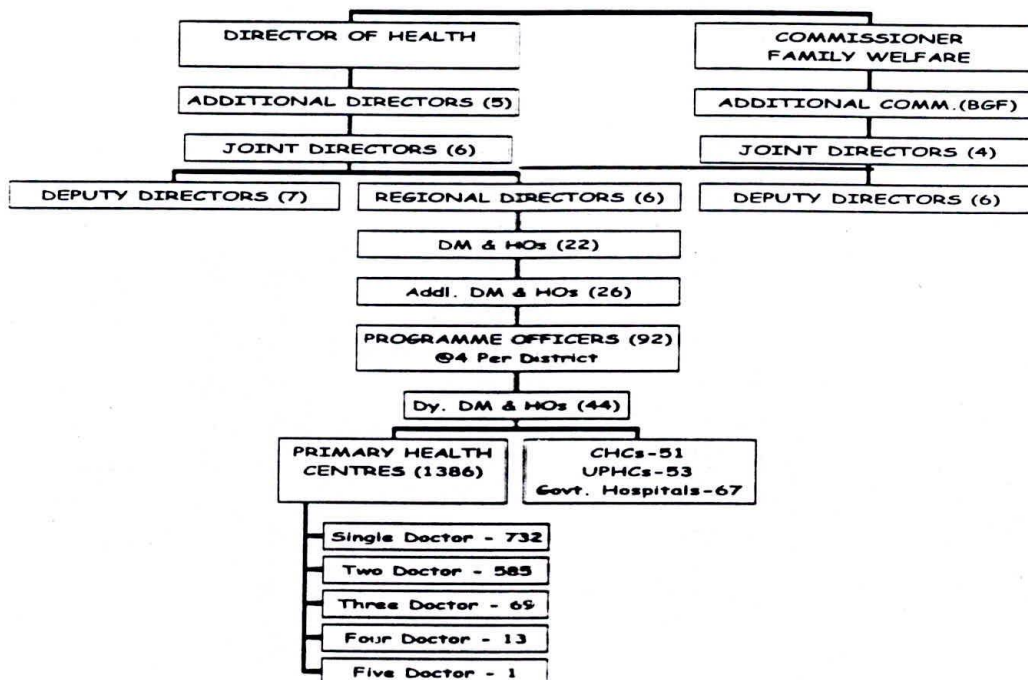 DIRECTOR OF HEALTH
COMMISSIONER
FAMILY WELFARE
ADDITIONAL DIRECTORS (5)
ADDITIONAL COMM.(BGF)
JOINT DIRECTORS (6)
JOINT DIRECTORS (4)
DEPUTY DIRECTORS (7)
REGIONAL DIRECTORS (6)
DEPUTY DIRECTORS (6)
DM & HOs (22)
Addl. DM & HOs (26)
PROGRAMME OFFICERS (92)
@4 Per District
Dy. DM & HOs (44)
PRIMARY HEALTH
CENTRES (1386)
CHCs-51
UPHCs-53
Govt. Hospitals-67
Single Doctor - 732
Two Doctor - 585
Three Doctor - 69
Four Doctor - 13
Five Doctor - 1